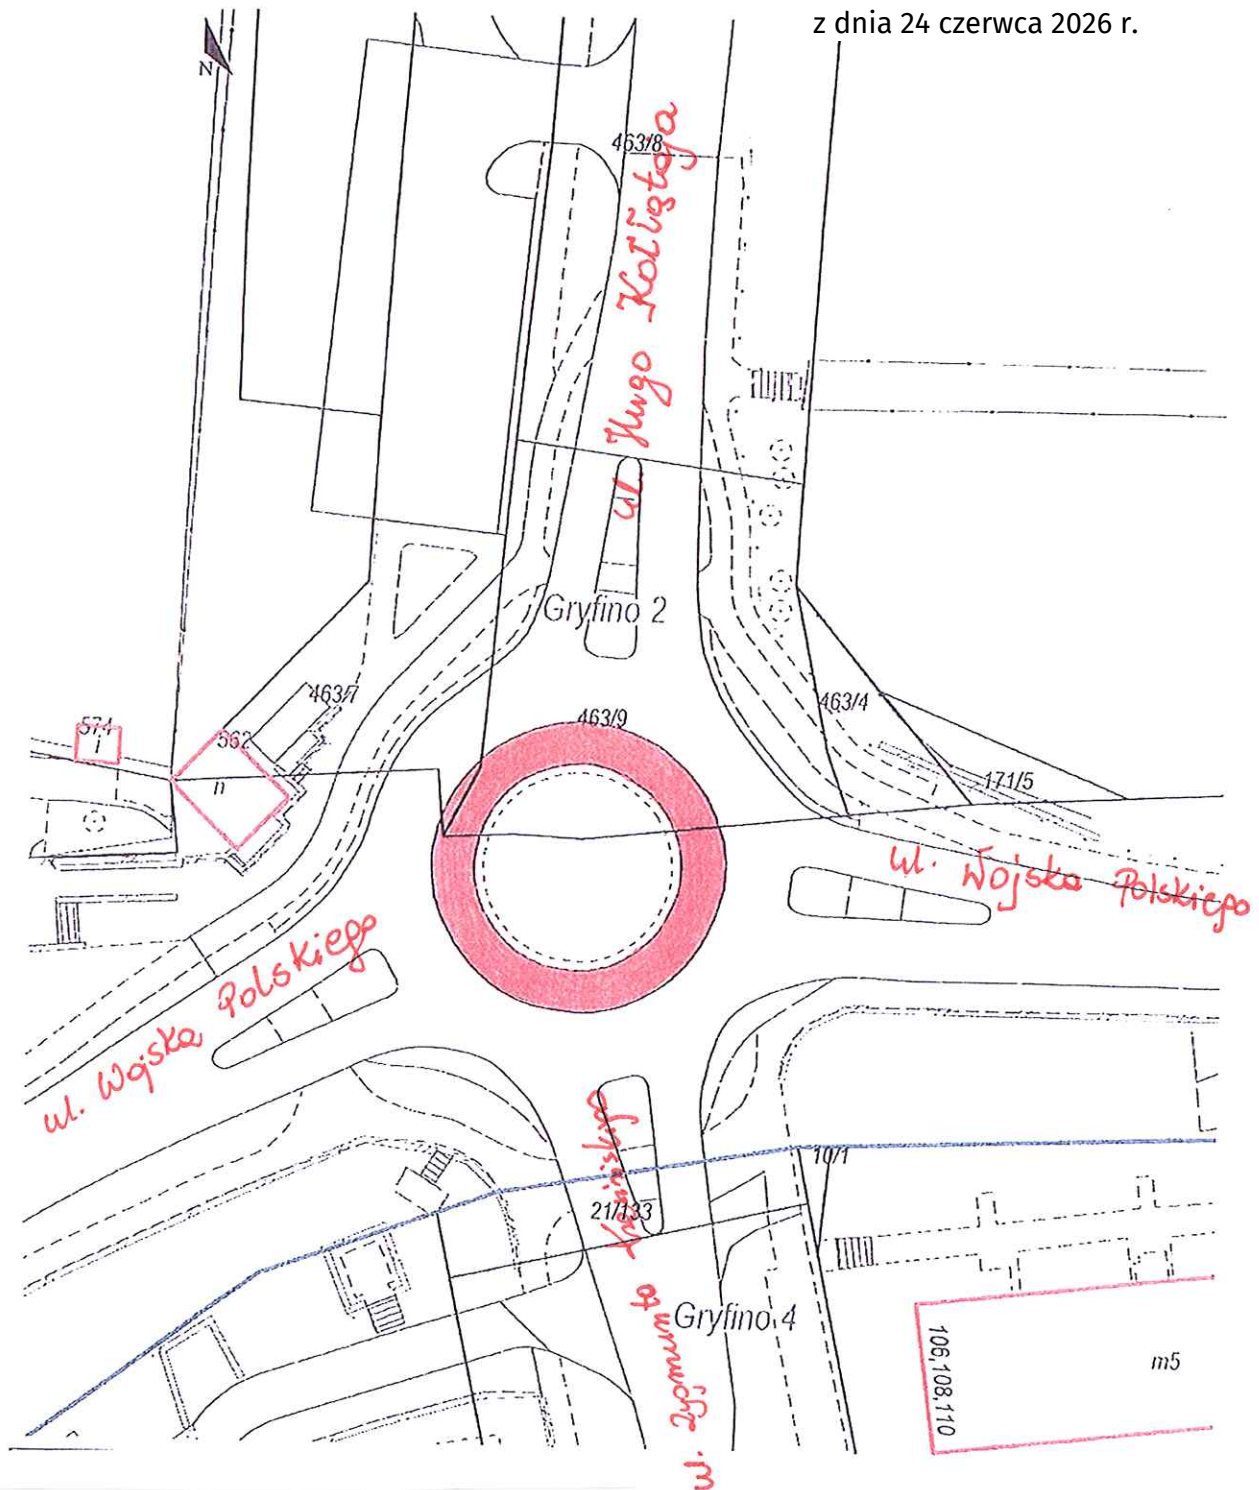 z dnia 24 czerwca 2026 r.
N
463/8
ul. Hugo Kołłątaja
Gryfino 2
463/7
574
i
562
n
463/9
463/4
171/5
ul. Wojska Polskiego
ul. Wojska Polskiego
10/1
21/133
ul. Zygmunta
Gryfino 4
106,108,110
m5